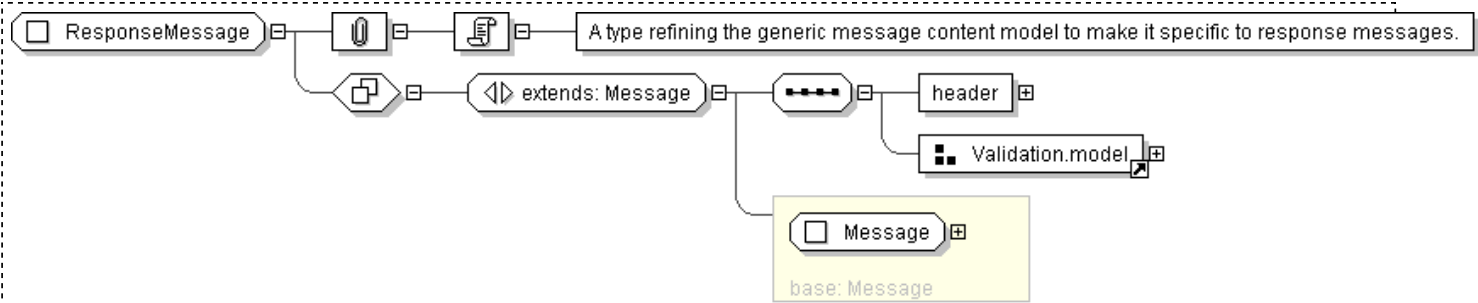 ResponseMessage
A type refining the generic message content model to make it specific to response messages.
extends: Message
header
Validation.model
Message
base: Message